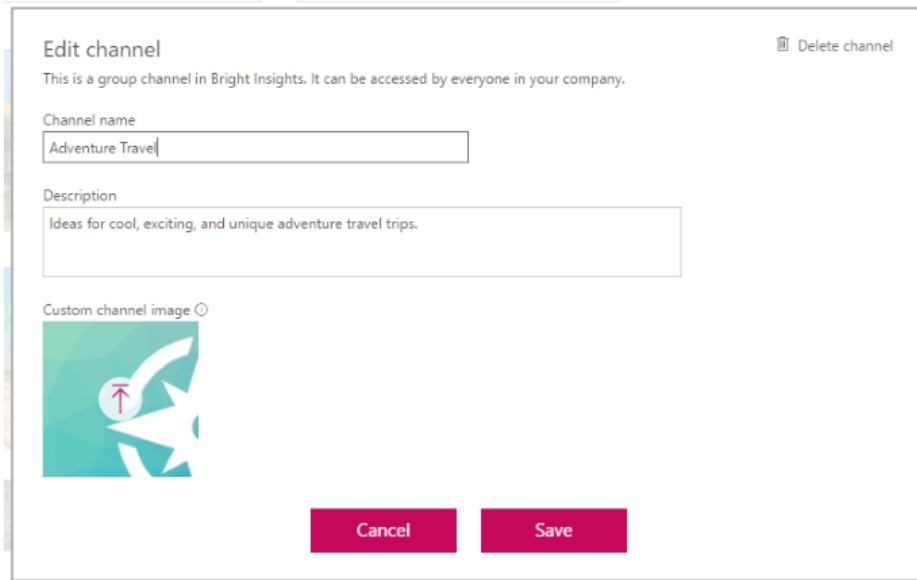 Edit channel
Delete channel
This is a group channel in Bright Insights. It can be accessed by everyone in your company.
Channel name
Adventure Travel
Description
Ideas for cool, exciting, and unique adventure travel trips.
Custom channel image
Cancel
Save